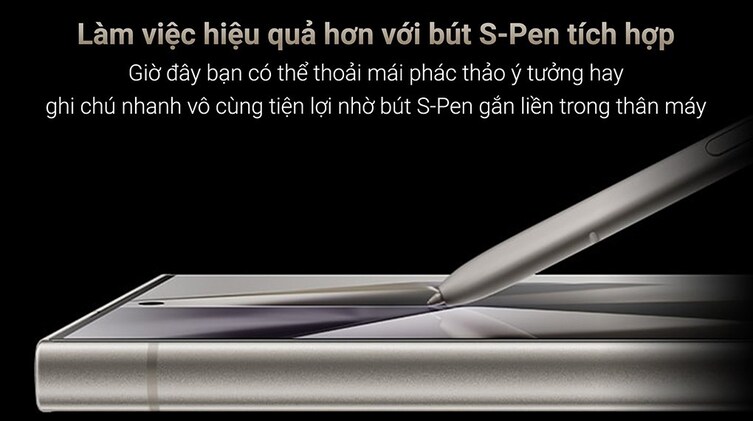 Làm việc hiệu quả hơn với bút S-Pen tích hợp
Giờ đây bạn có thể thoải mái phác thảo ý tưởng hay
ghi chú nhanh vô cùng tiện lợi nhờ bút S-Pen gắn liền trong thân máy